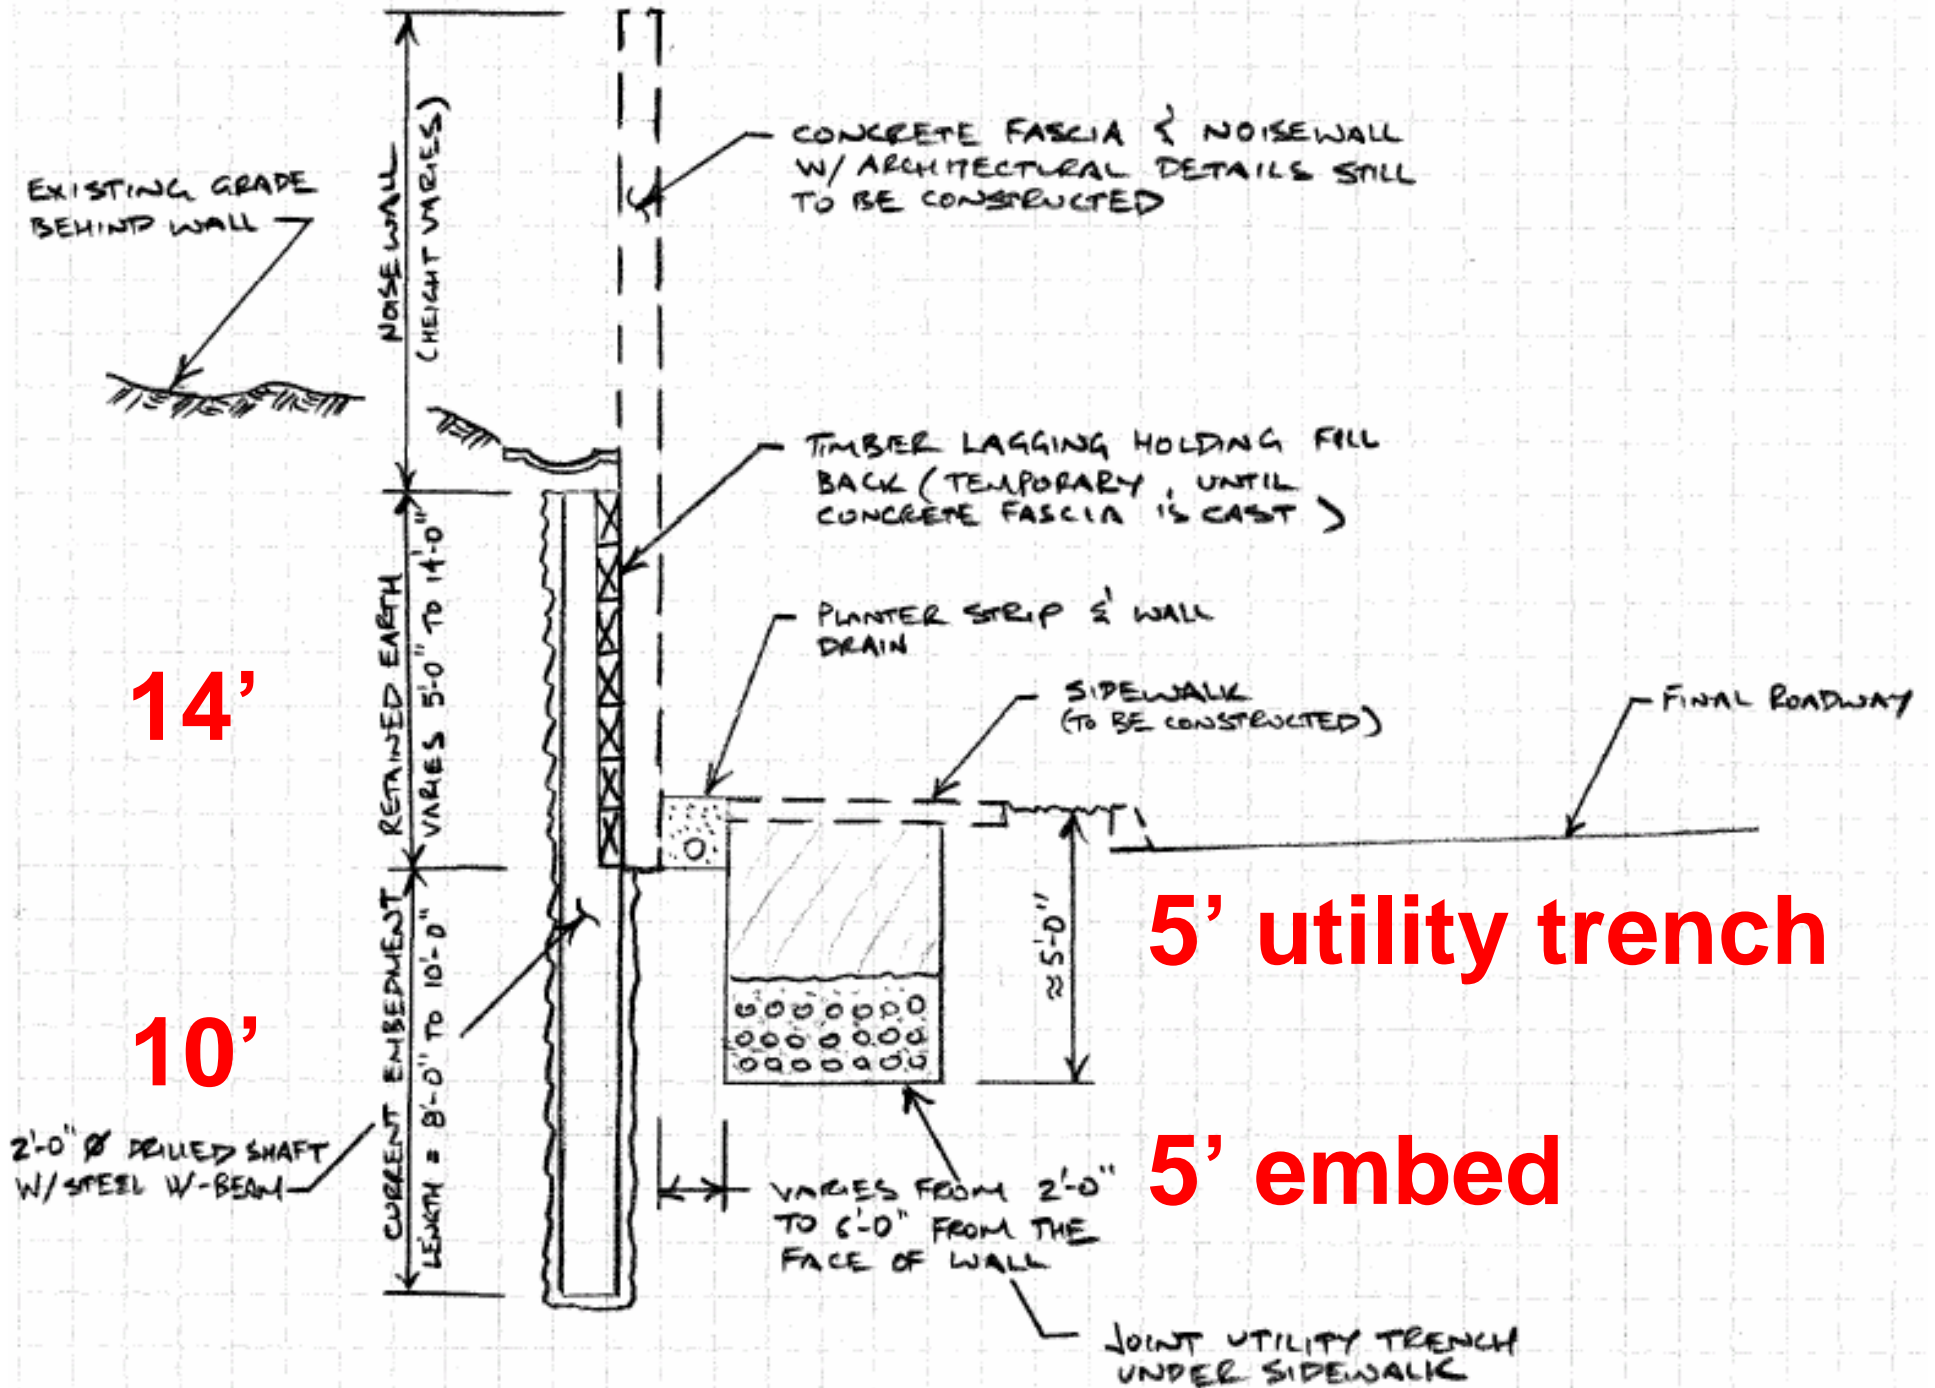 CONCRETE FASCIA & NOISEWALL
W/ ARCHITECTURAL DETAILS STILL
TO BE CONSTRUCTED
EXISTING GRADE
BEHIND WALL
NOISEWALL
(HEIGHT VARIES)
TIMBER LAGGING HOLDING FILL
BACK (TEMPORARY, UNTIL
CONCRETE FASCIA IS CAST)
RETAINED EARTH
VARIES 5'-0" TO 14'-0"
14’
PLANTER STRIP & WALL
DRAIN
SIDEWALK
(TO BE CONSTRUCTED)
FINAL ROADWAY
5’ utility trench
≈5'-0"
CURRENT EMBEDMENT
LENGTH = 8'-0" TO 10'-0"
10’
2'-0" Ø DRILLED SHAFT
W/ STEEL W-BEAM
5’ embed
VARIES FROM 2'-0"
TO 6'-0" FROM THE
FACE OF WALL
JOINT UTILITY TRENCH
UNDER SIDEWALK